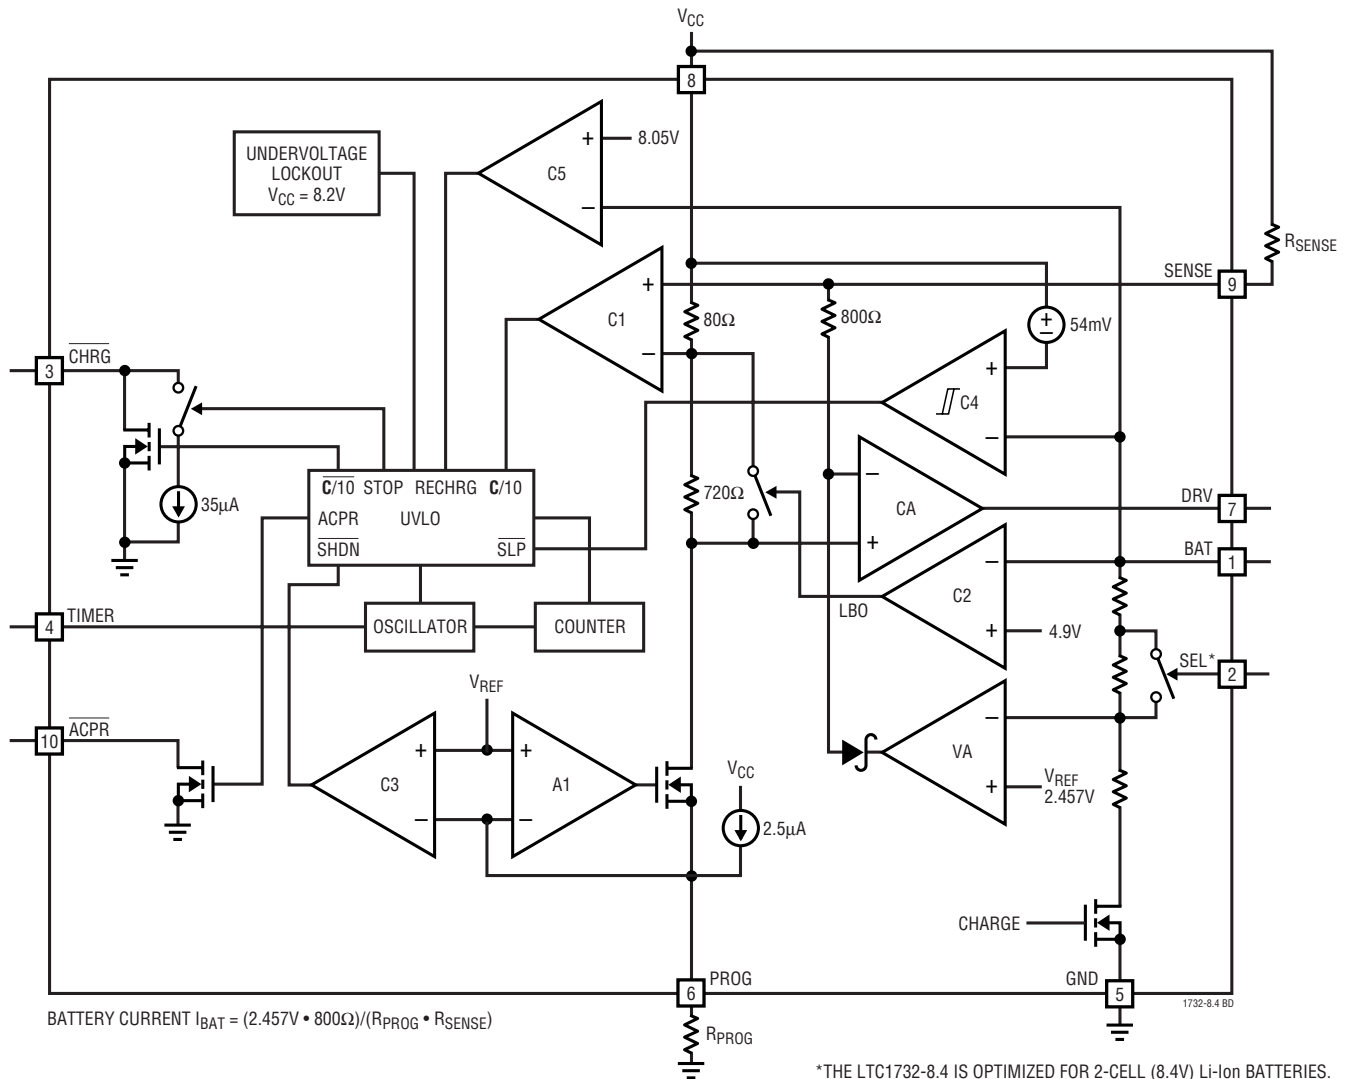 VCC
8
UNDERVOLTAGE
LOCKOUT
VCC = 8.2V
+
8.05V
C5
–
RSENSE
SENSE
9
+
C1
–
80Ω
800Ω
+
–
54mV
3
CHRG
+
C4
–
35µA
C/10 STOP RECHRG C/10
ACPR UVLO
SHDN SLP
720Ω
–
CA
+
DRV
7
BAT
1
–
C2
LBO
+
4.9V
4
TIMER
OSCILLATOR
COUNTER
SEL*
2
VREF
10
ACPR
+
C3
–
+
A1
–
VCC
2.5µA
–
VA
+
VREF
2.457V
CHARGE
6
PROG
GND
5
1732-8.4 BD
BATTERY CURRENT IBAT = (2.457V • 800Ω)/(RPROG • RSENSE)
RPROG
*THE LTC1732-8.4 IS OPTIMIZED FOR 2-CELL (8.4V) Li-Ion BATTERIES.